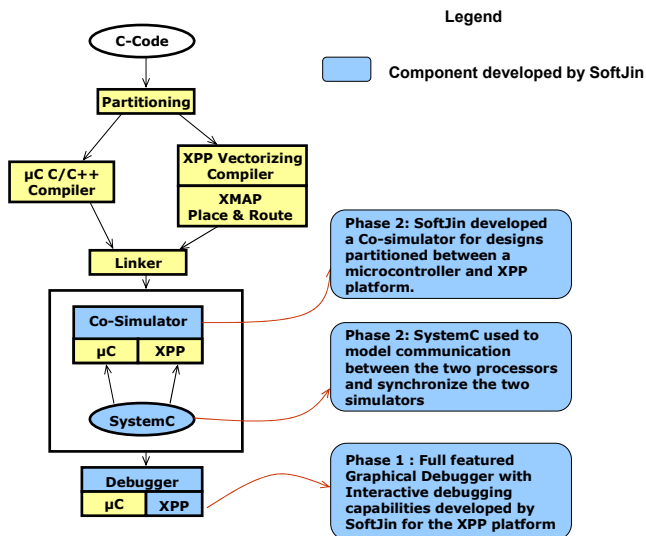 Legend
C-Code
Component developed by SoftJin
Partitioning
µC C/C++
Compiler
XPP Vectorizing
Compiler
XMAP
Place & Route
Linker
Phase 2: SoftJin developed
a Co-simulator for designs
partitioned between a
microcontroller and XPP
platform.
Co-Simulator
µC
XPP
SystemC
Phase 2: SystemC used to
model communication
between the two processors
and synchronize the two
simulators
Debugger
µC
XPP
Phase 1 : Full featured
Graphical Debugger with
Interactive debugging
capabilities developed by
SoftJin for the XPP platform